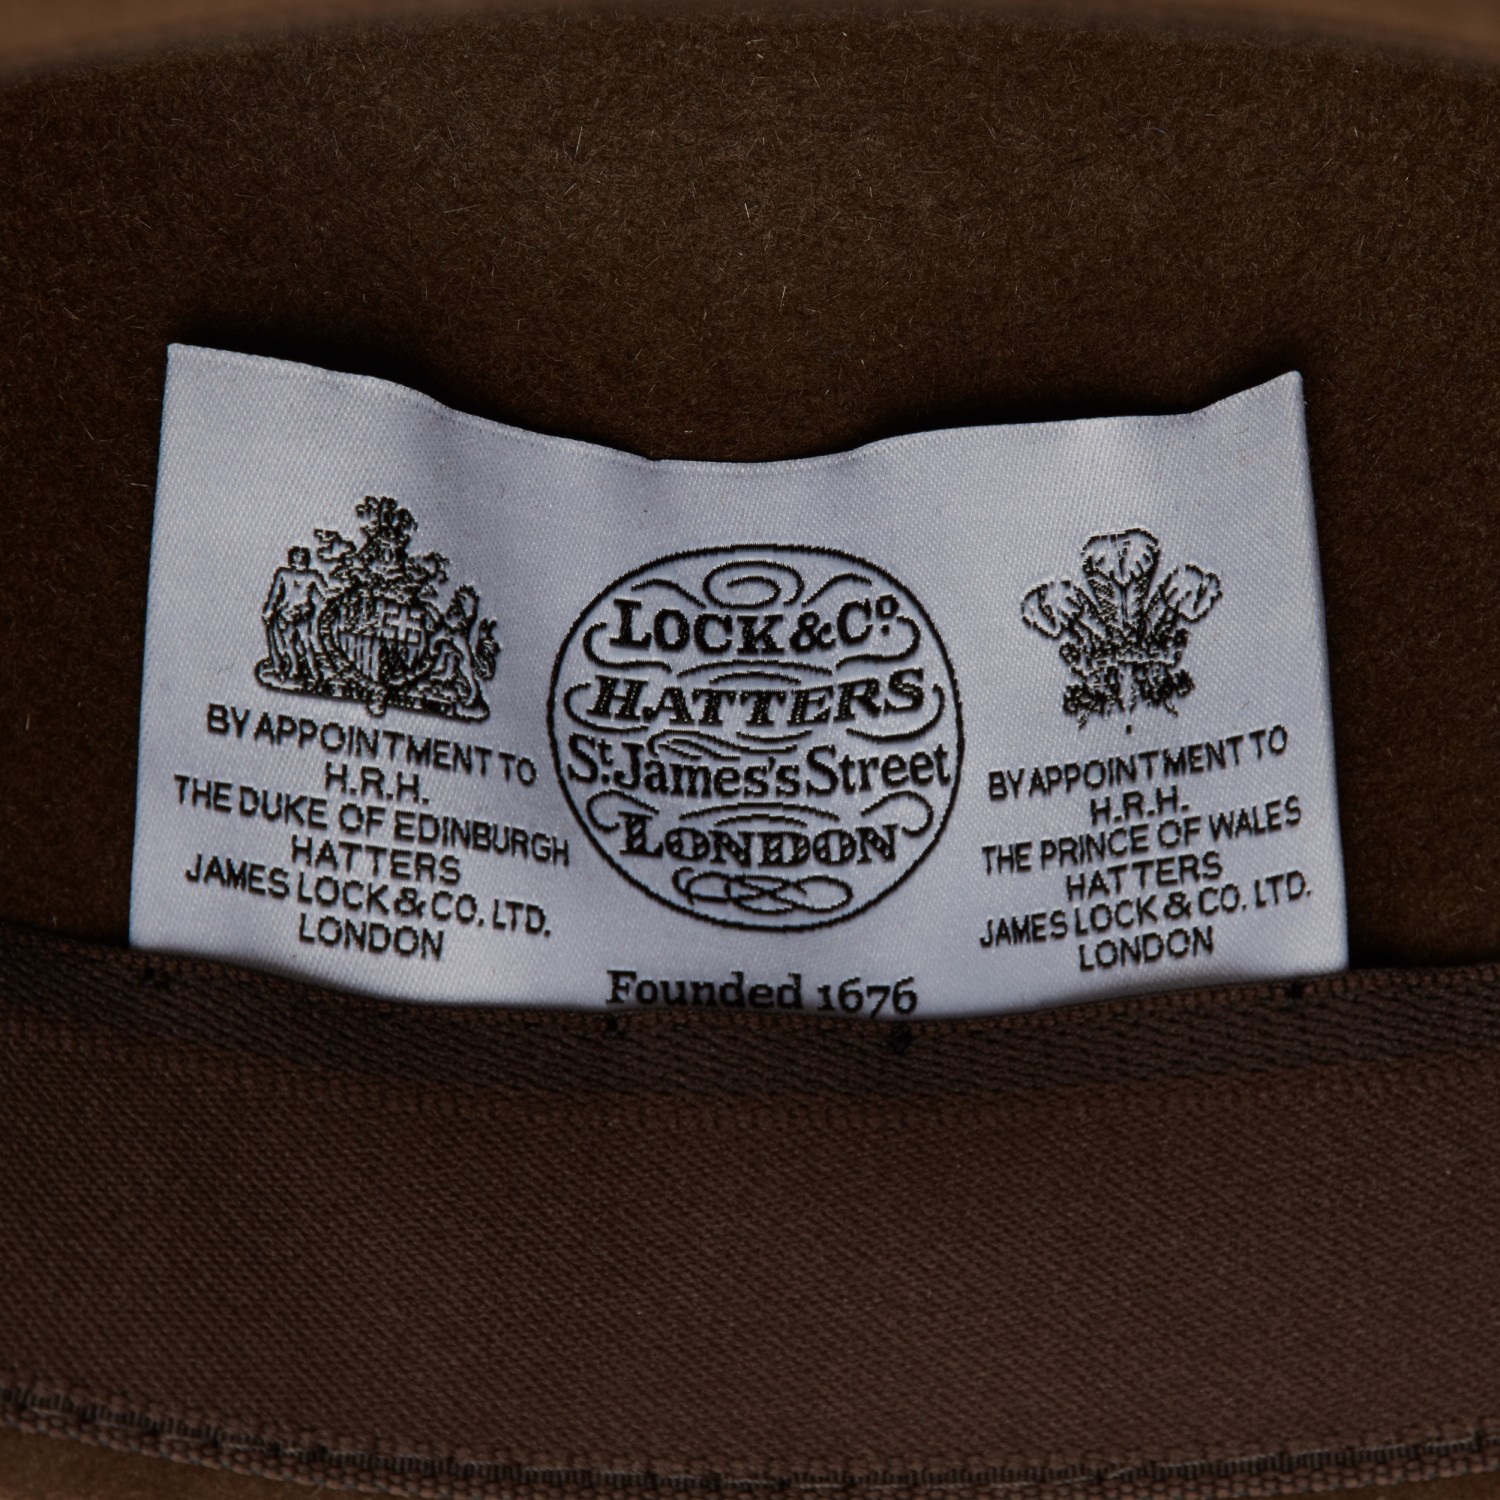 BY APPOINTMENT TO
H.R.H.
THE DUKE OF EDINBURGH
HATTERS
JAMES LOCK & CO. LTD.
LONDON
LOCK & Cº
HATTERS
St. James's Street
LONDON
Founded 1676
BY APPOINTMENT TO
H.R.H.
THE PRINCE OF WALES
HATTERS
JAMES LOCK & CO. LTD.
LONDON